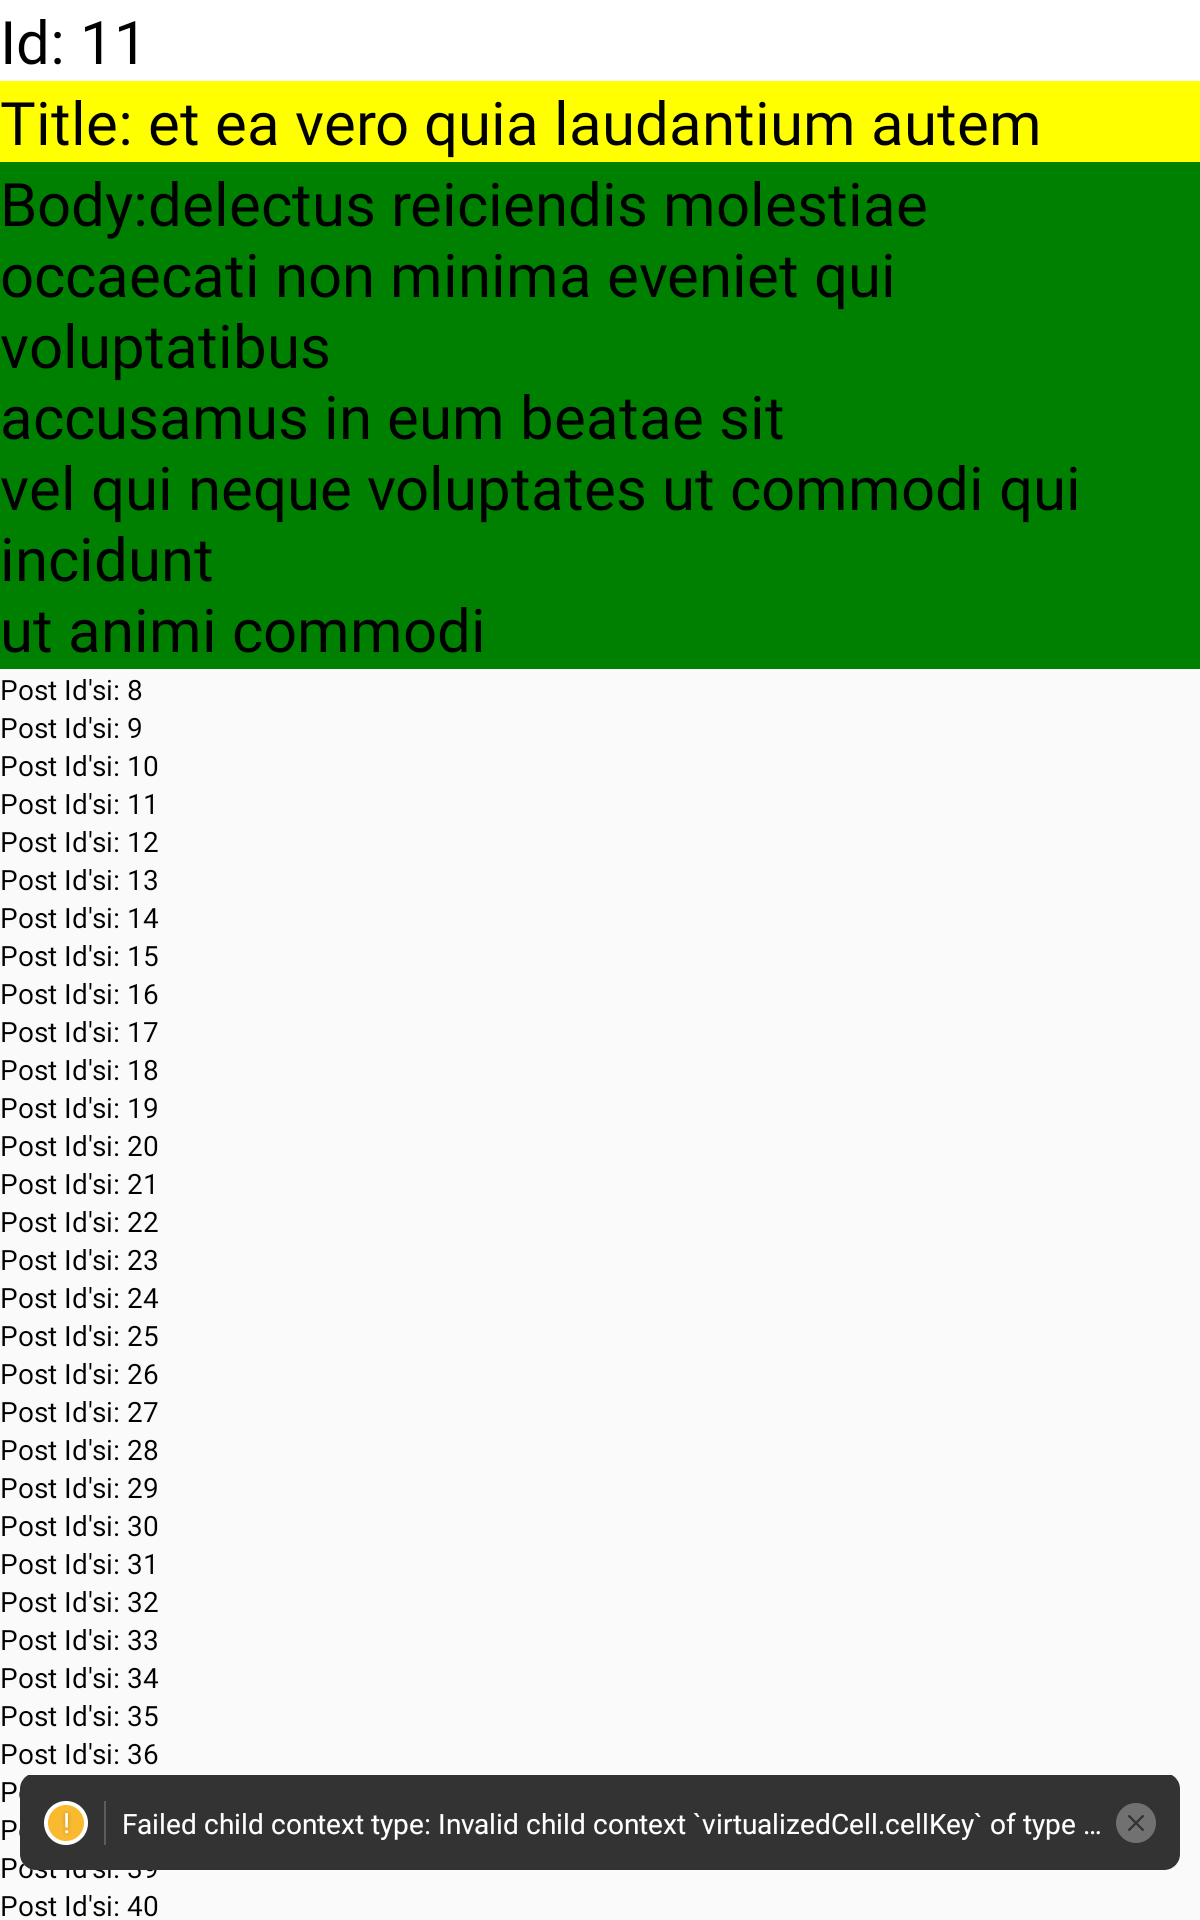 Id: 11
Title: et ea vero quia laudantium autem
Body:delectus reiciendis molestiae
occaecati non minima eveniet qui
voluptatibus
accusamus in eum beatae sit
vel qui neque voluptates ut commodi qui
incidunt
ut animi commodi
Post Id'si: 8
Post Id'si: 9
Post Id'si: 10
Post Id'si: 11
Post Id'si: 12
Post Id'si: 13
Post Id'si: 14
Post Id'si: 15
Post Id'si: 16
Post Id'si: 17
Post Id'si: 18
Post Id'si: 19
Post Id'si: 20
Post Id'si: 21
Post Id'si: 22
Post Id'si: 23
Post Id'si: 24
Post Id'si: 25
Post Id'si: 26
Post Id'si: 27
Post Id'si: 28
Post Id'si: 29
Post Id'si: 30
Post Id'si: 31
Post Id'si: 32
Post Id'si: 33
Post Id'si: 34
Post Id'si: 35
Post Id'si: 36
Failed child context type: Invalid child context `virtualizedCell.cellKey` of type ...
Post Id'si: 39
Post Id'si: 40